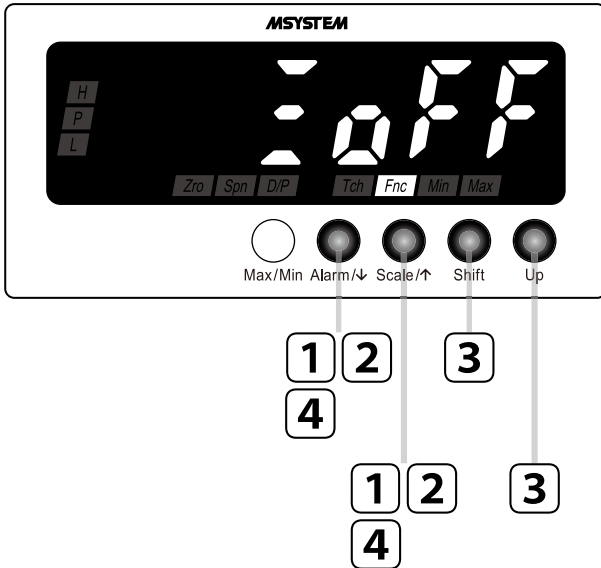 MSYSTEM
H
P
L
oFF
Zro Spn D/P Tch Fnc Min Max
Max/Min Alarm/↓ Scale/↑ Shift Up
1 2 3
4
1 2 3
4